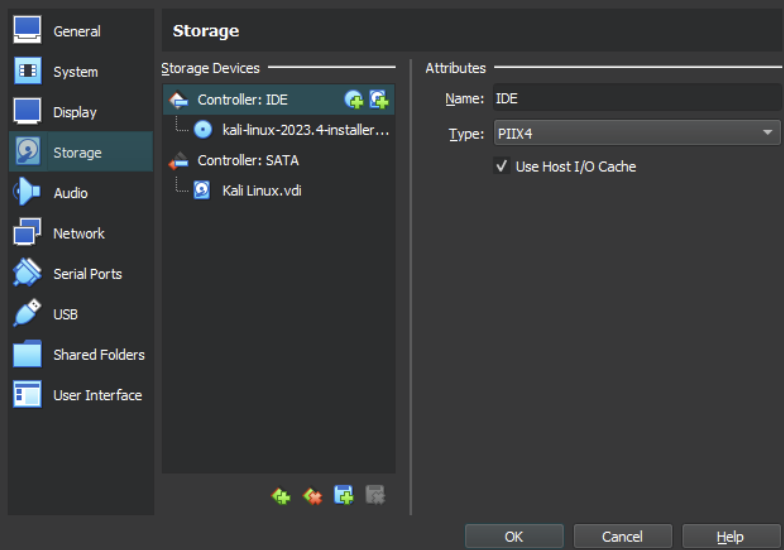 General
System
Display
Storage
Audio
Network
Serial Ports
USB
Shared Folders
User Interface
Storage
Storage Devices
Controller: IDE
kali-linux-2023.4-installer...
Controller: SATA
Kali Linux.vdi
Attributes
Name: IDE
Type: PIIX4
Use Host I/O Cache
OK Cancel Help